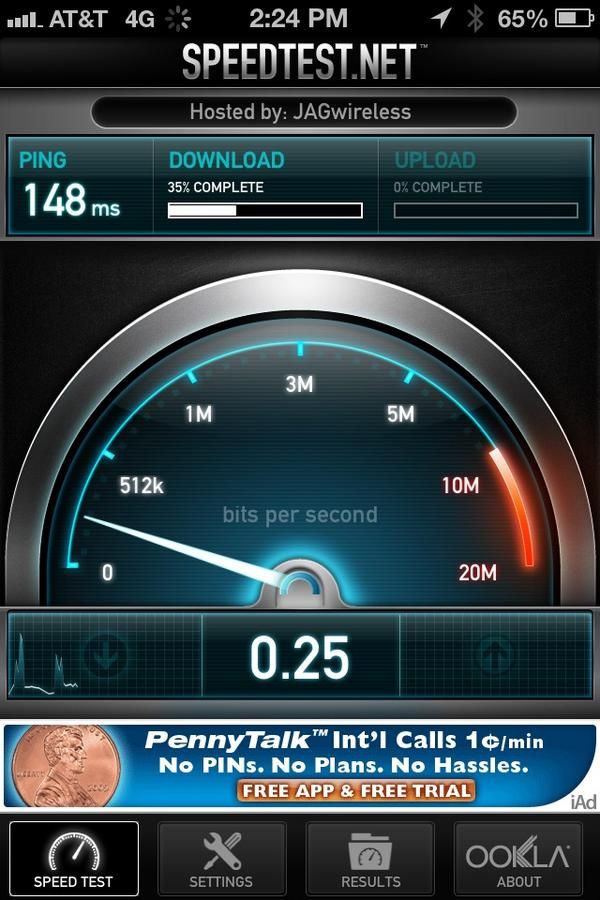 AT&T 4G 2:24 PM 65%
SPEEDTEST.NET™
Hosted by: JAGwireless
PING DOWNLOAD UPLOAD
148 ms 35% COMPLETE 0% COMPLETE
3M
1M 5M
512k 10M
bits per second
0 20M
0.25
PennyTalk™ Int'l Calls 1¢/min
No PINs. No Plans. No Hassles.
FREE APP & FREE TRIAL
iAd
SPEED TEST SETTINGS RESULTS OOKLA ABOUT